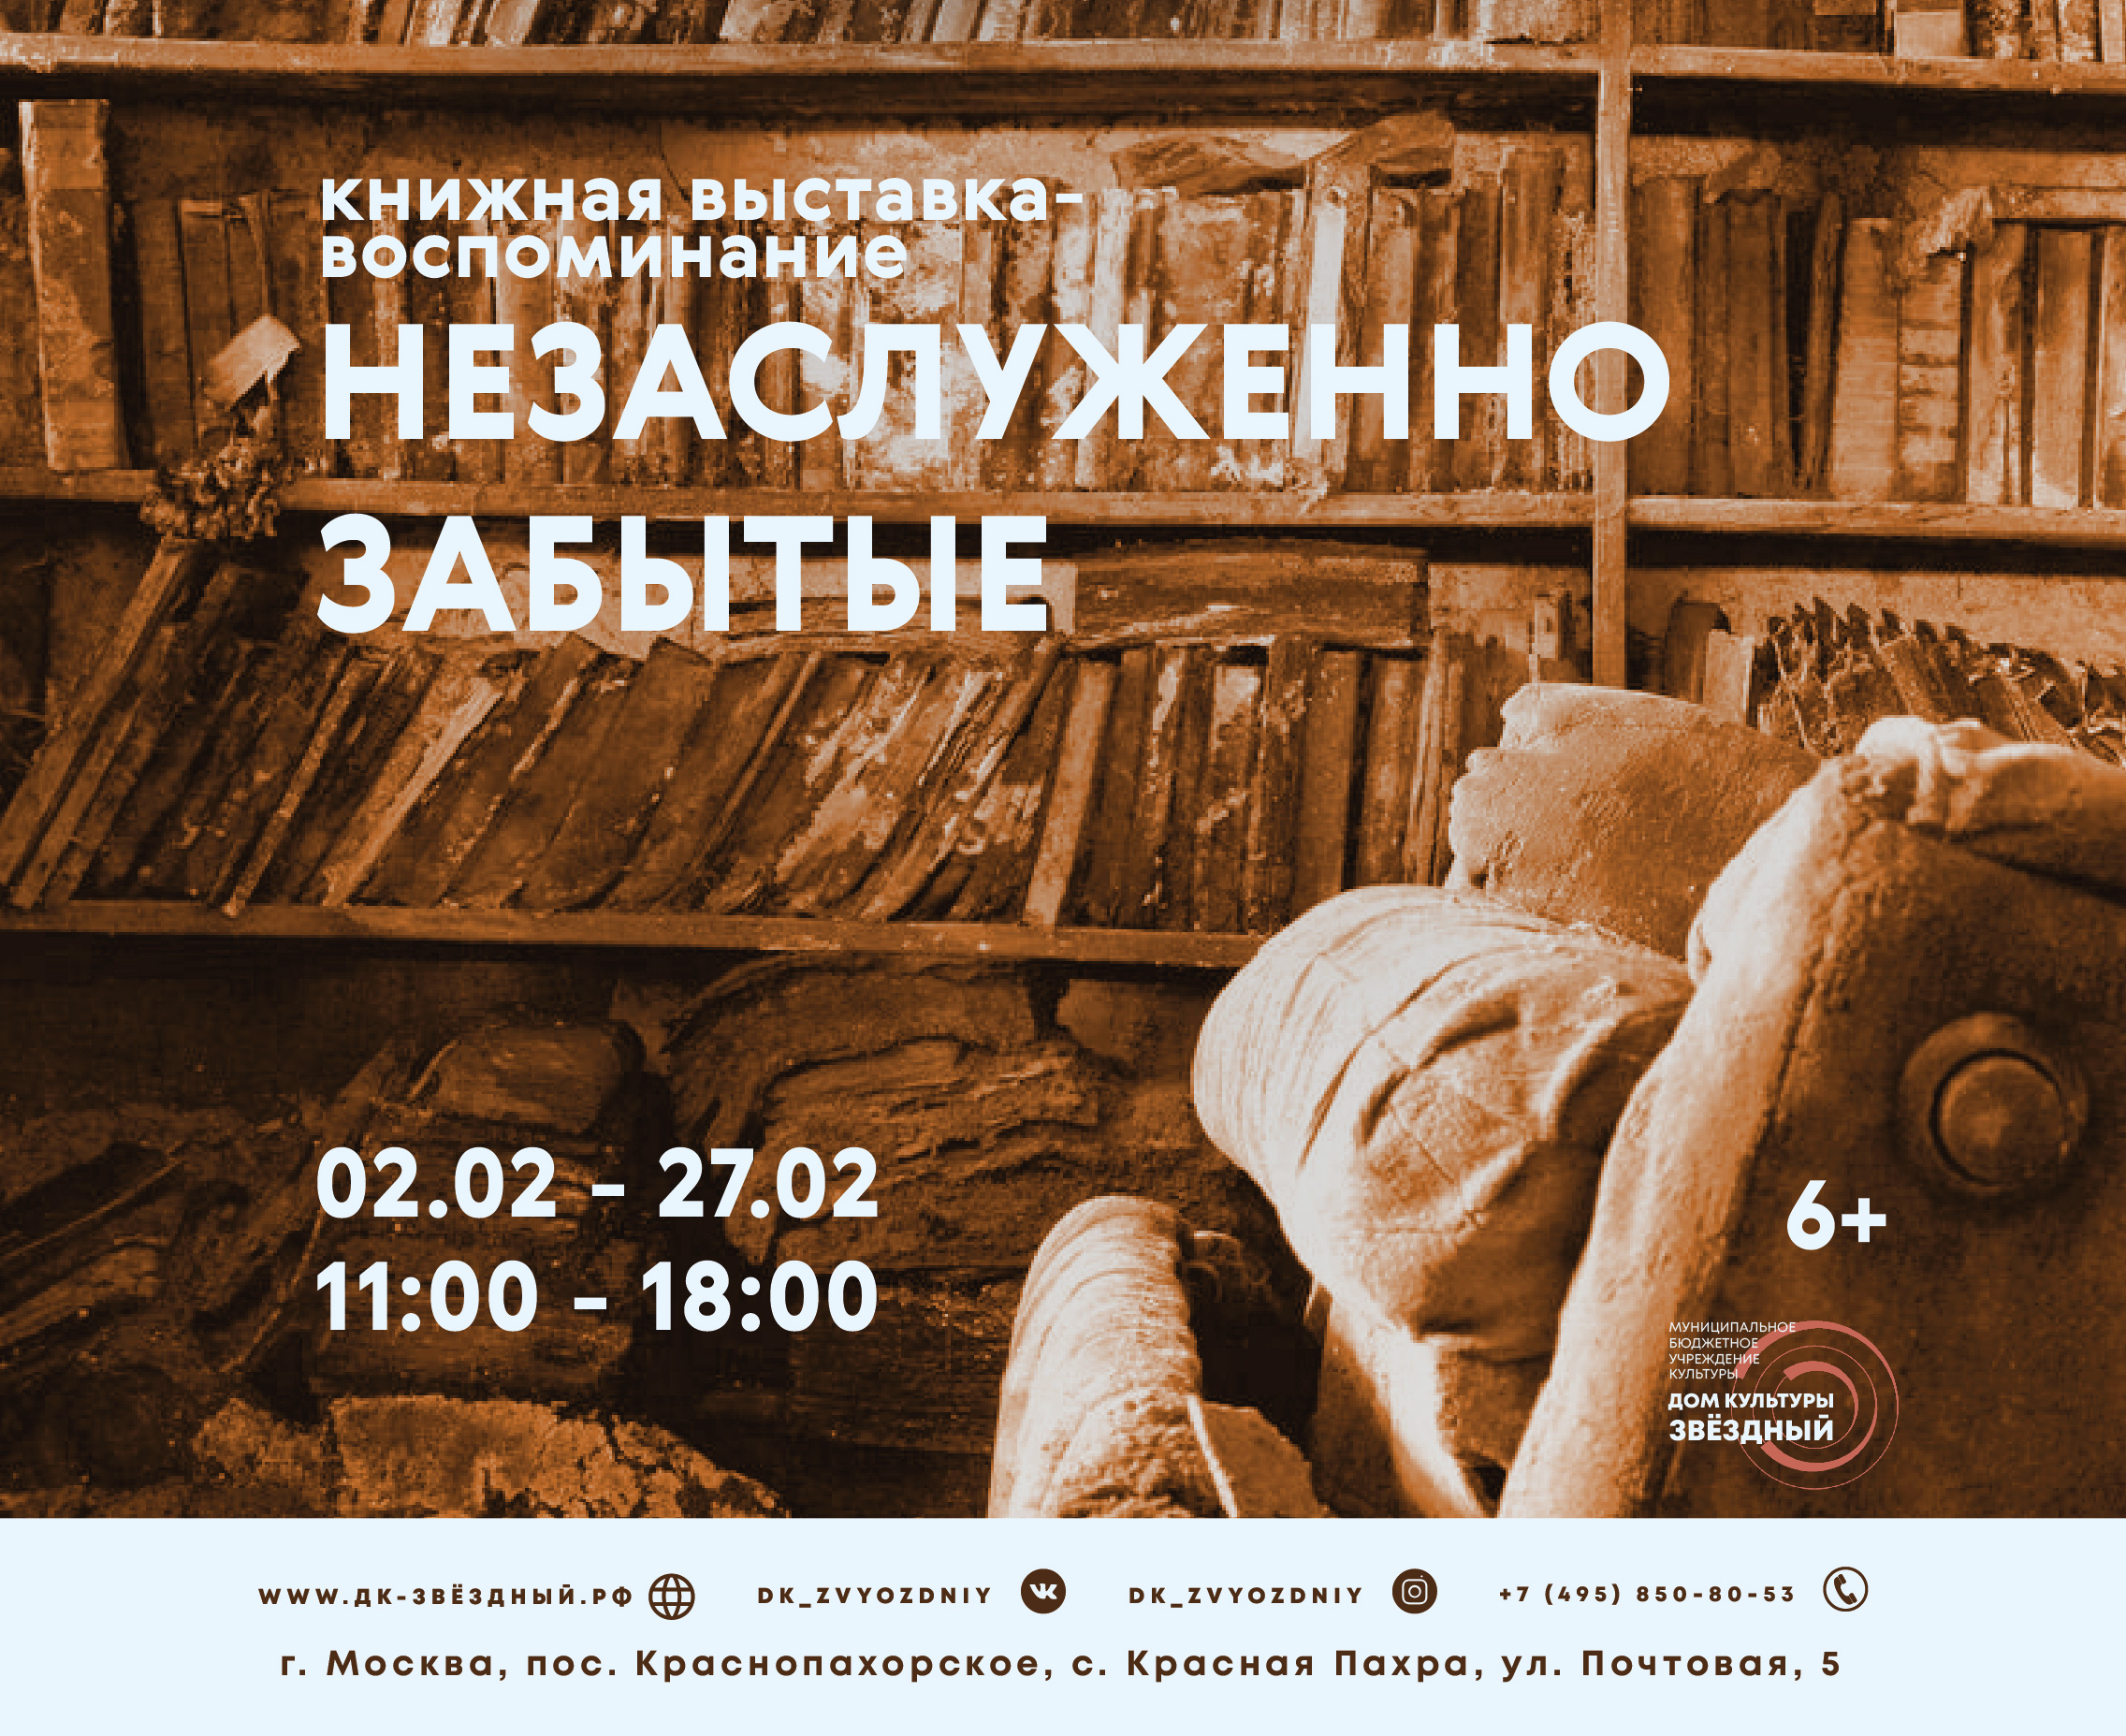 книжная выставка-
воспоминание
НЕЗАСЛУЖЕННО
ЗАБЫТЫЕ
02.02 - 27.02
11:00 - 18:00
6+
МУНИЦИПАЛЬНОЕ
БЮДЖЕТНОЕ
УЧРЕЖДЕНИЕ
КУЛЬТУРЫ
ДОМ КУЛЬТУРЫ
ЗВЁЗДНЫЙ
WWW.ДК-ЗВЁЗДНЫЙ.РФ DK_ZVYOZDNIY DK_ZVYOZDNIY +7 (495) 850-80-53
г. Москва, пос. Краснопахорское, с. Красная Пахра, ул. Почтовая, 5